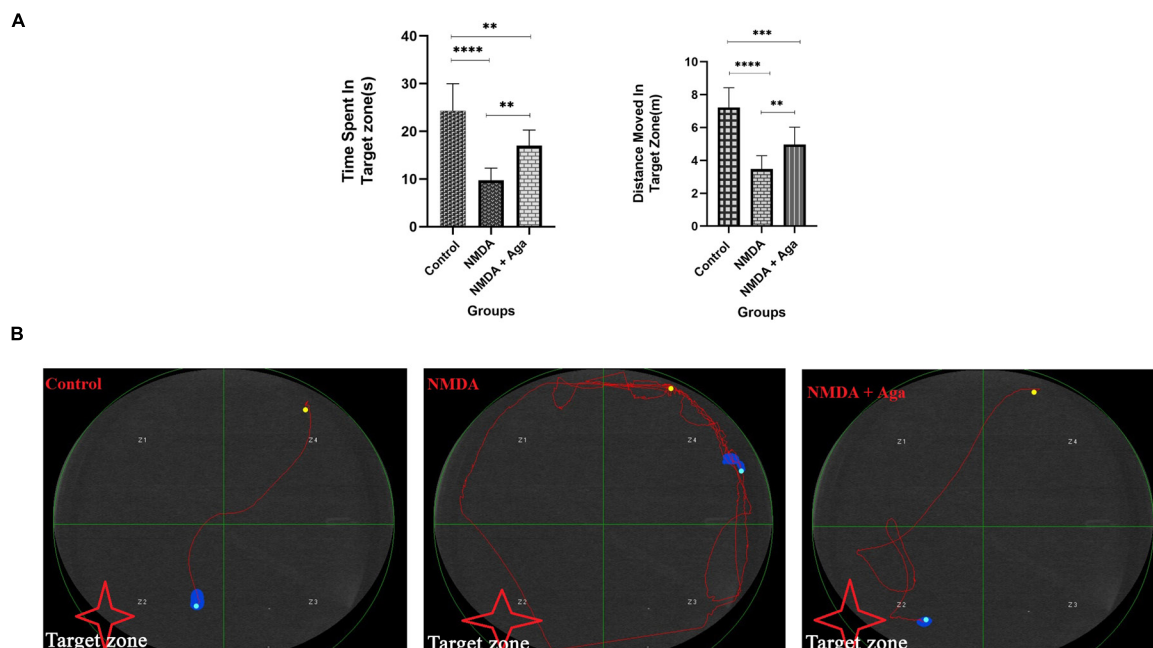 A
Time Spent In
Target zone(s)
40
30
20
10
0
**
****
**
Control
NMDA
NMDA + Aga
Groups
Distance Moved In
Target Zone(m)
10
8
6
4
2
0
***
****
**
Control
NMDA
NMDA + Aga
Groups
B
Control
Z1
Z4
Z2
Z3
Target zone
NMDA
Z1
Z4
Z2
Z3
Target zone
NMDA + Aga
Z1
Z4
Z2
Z3
Target zone